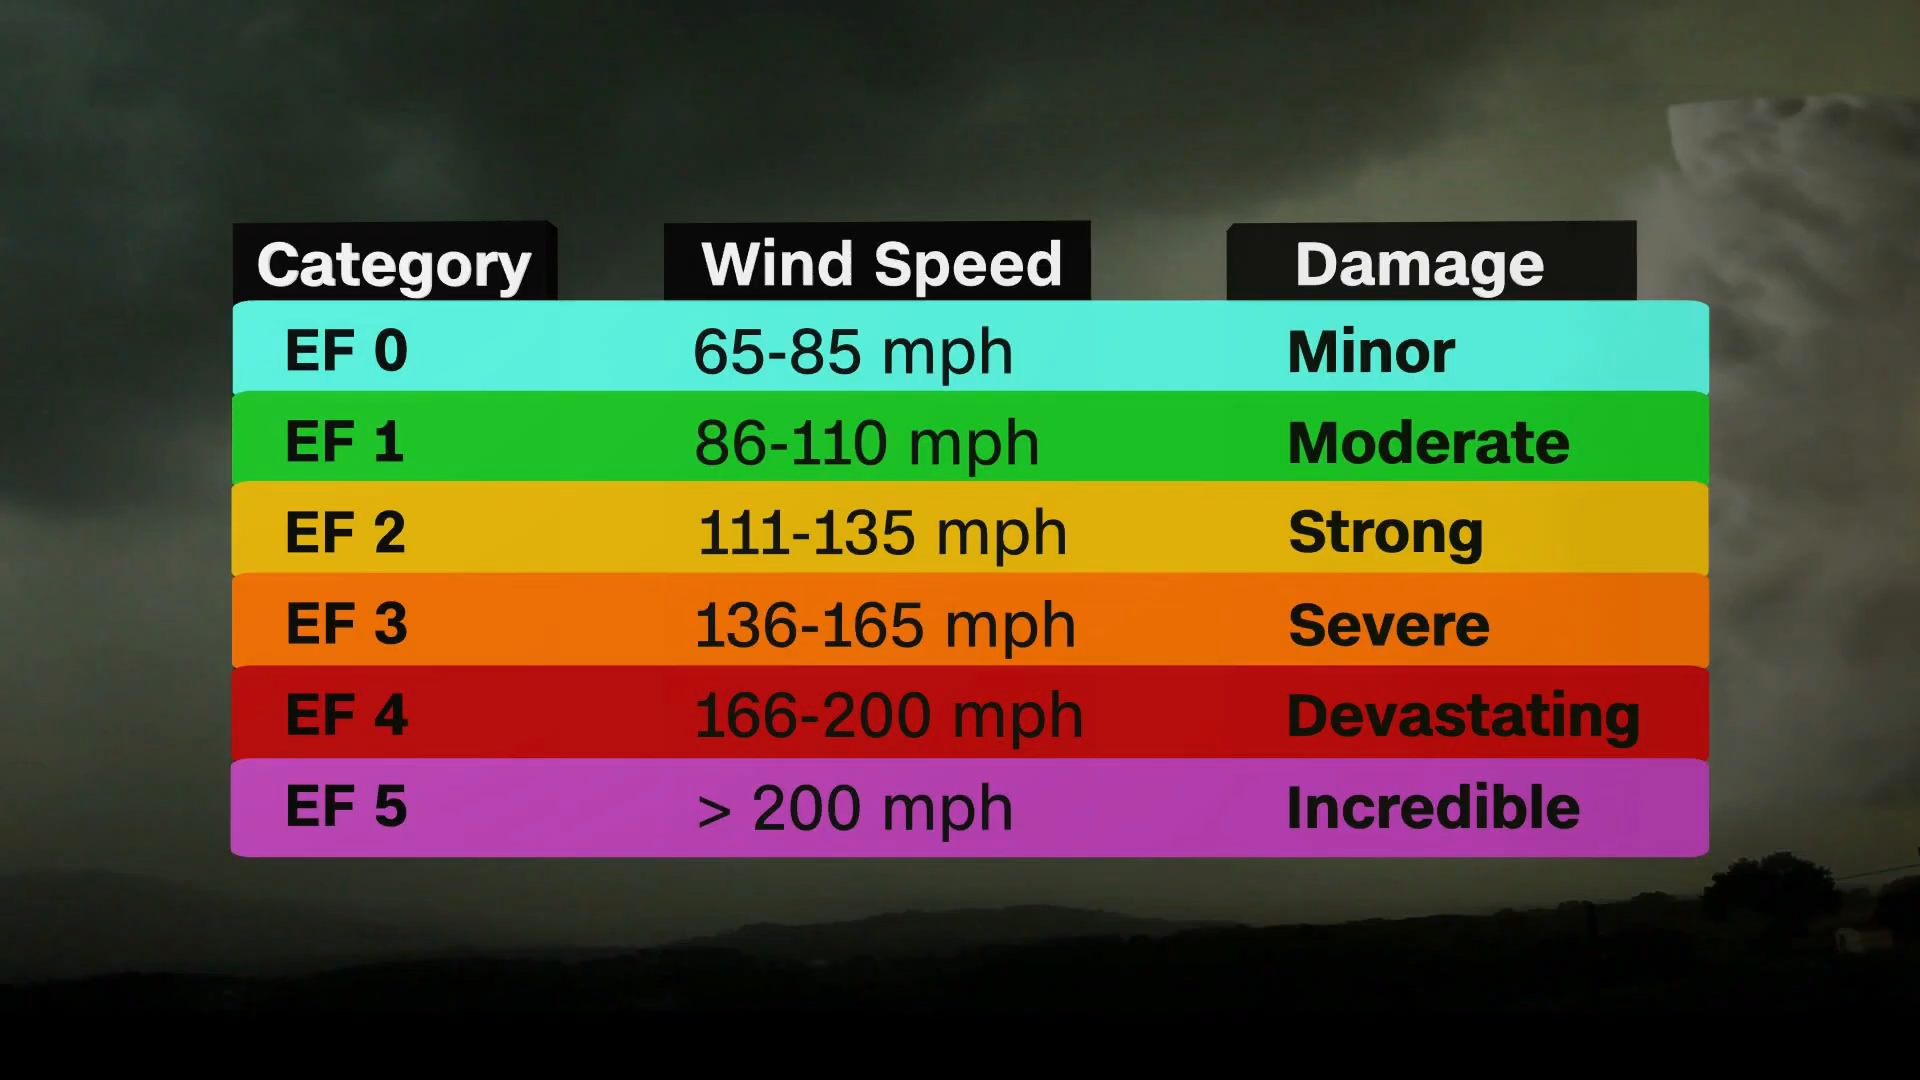 Category Wind Speed Damage
EF 0 65-85 mph Minor
EF 1 86-110 mph Moderate
EF 2 111-135 mph Strong
EF 3 136-165 mph Severe
EF 4 166-200 mph Devastating
EF 5 > 200 mph Incredible